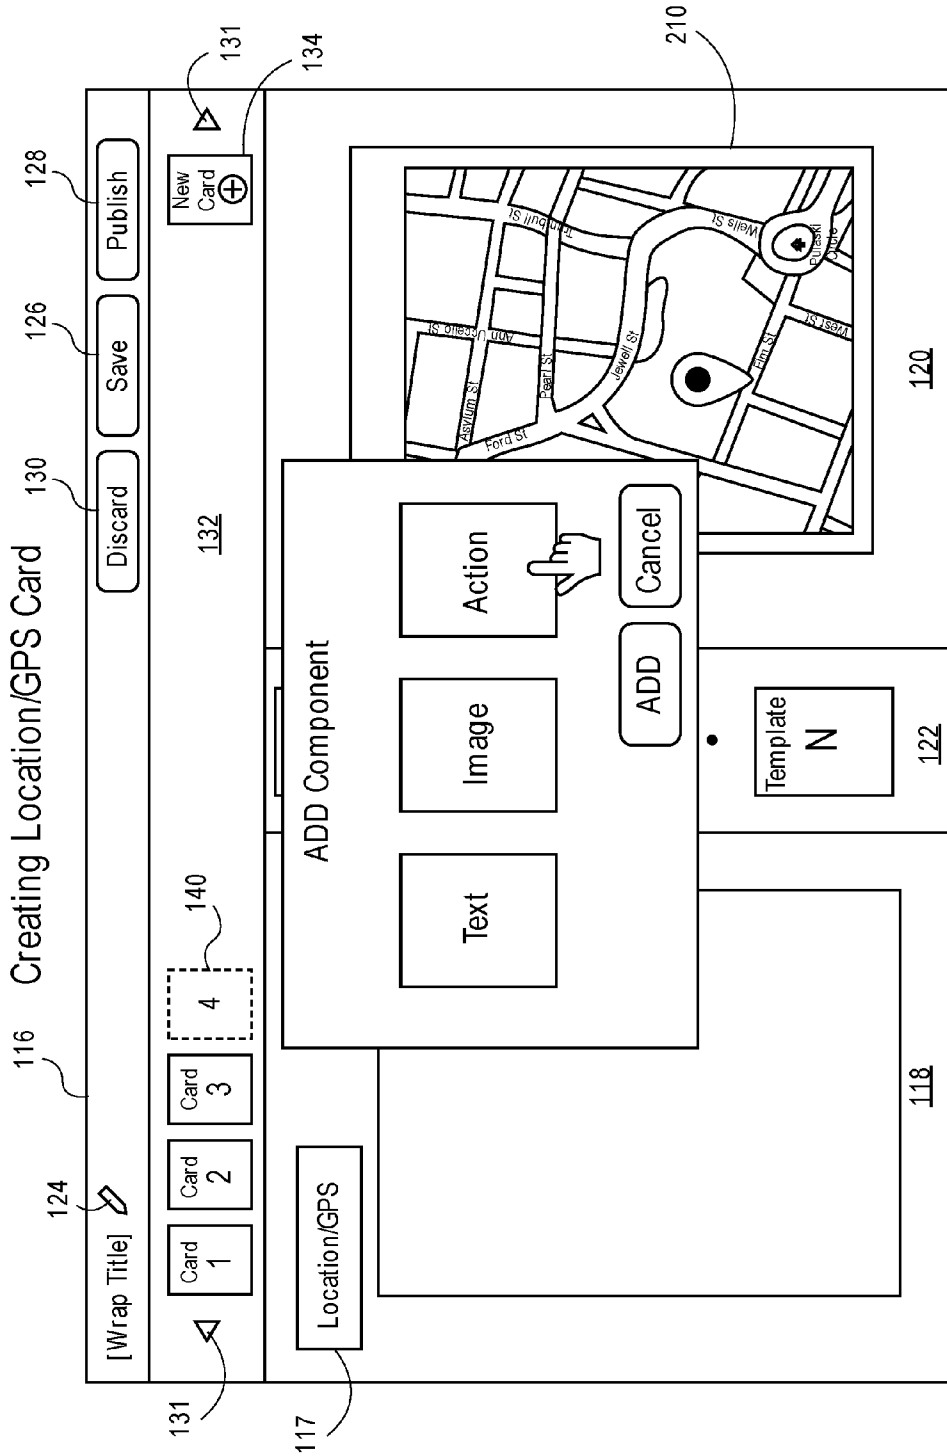 Creating Location/GPS Card
116
124
130
126
128
[Wrap Title]
Discard
Save
Publish
131
131
134
Card
1
Card
2
Card
3
4
140
132
New
Card
117
Location/GPS
ADD Component
Text
Image
Action
ADD
Cancel
Template
N
Asylum St
Ann Uccello St
Trumbull St
Ford St
Pearl St
Jewell St
Wells St
Elm St
West St
Pulaski
Circle
210
118
122
120